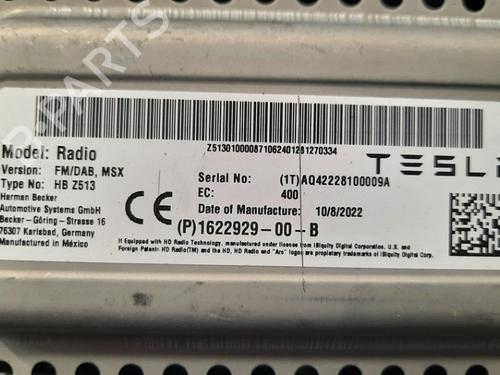 Z5130100008710624012B1270334
Model: Radio
Version: FM/DAB, MSX
Type No: HB Z513
Harman Becker
Automotive Systems GmbH
Becker - Göring - Strasse 16
76307 Karlsbad, Germany
Manufactured in México
CE
Serial No: (1T)AQ42228100009A
EC: 400
Date of Manufacture: 10/8/2022
(P)1622929-00-B
TESL
If Equipped with HD Radio Technology, manufactured under license from iBiquity Digital Corporation. U.S. and
Foreign Patents. HD Radio(TM) and the HD, HD Radio and "Arc" logos are proprietary trademarks of iBiquity Digital Corp.